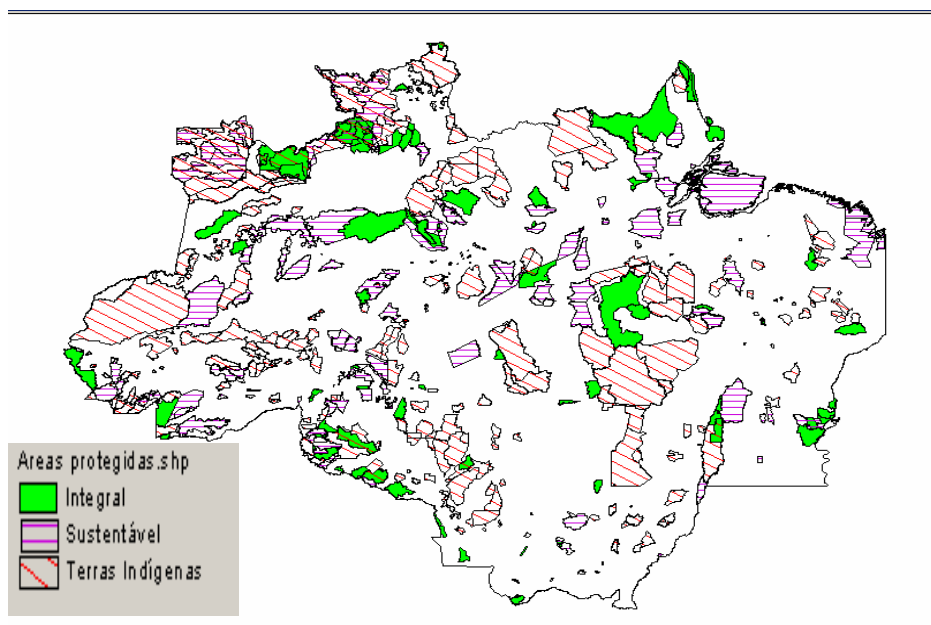 Areas protegidas.shp
Integral
Sustentável
Terras Indígenas